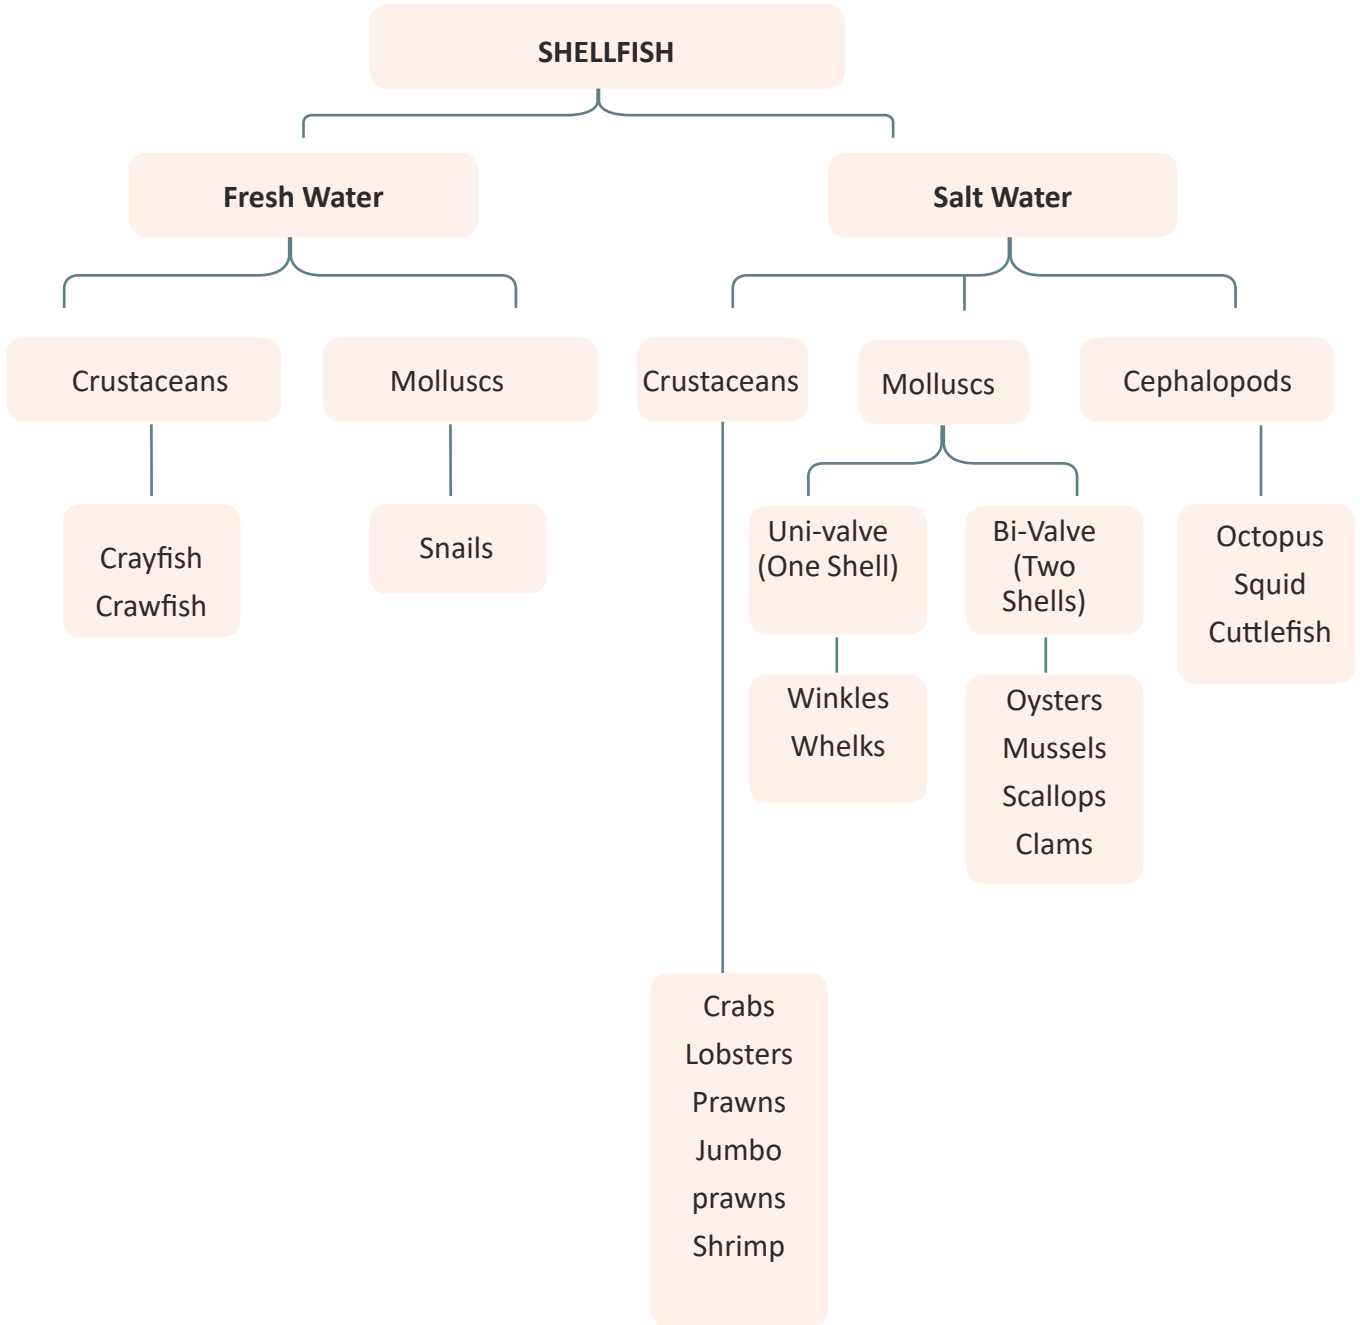 SHELLFISH
Fresh Water
Salt Water
Crustaceans
Molluscs
Crustaceans
Molluscs
Cephalopods
Crayfish
Crawfish
Snails
Uni-valve
(One Shell)
Bi-Valve
(Two
Shells)
Octopus
Squid
Cuttlefish
Winkles
Whelks
Oysters
Mussels
Scallops
Clams
Crabs
Lobsters
Prawns
Jumbo
prawns
Shrimp